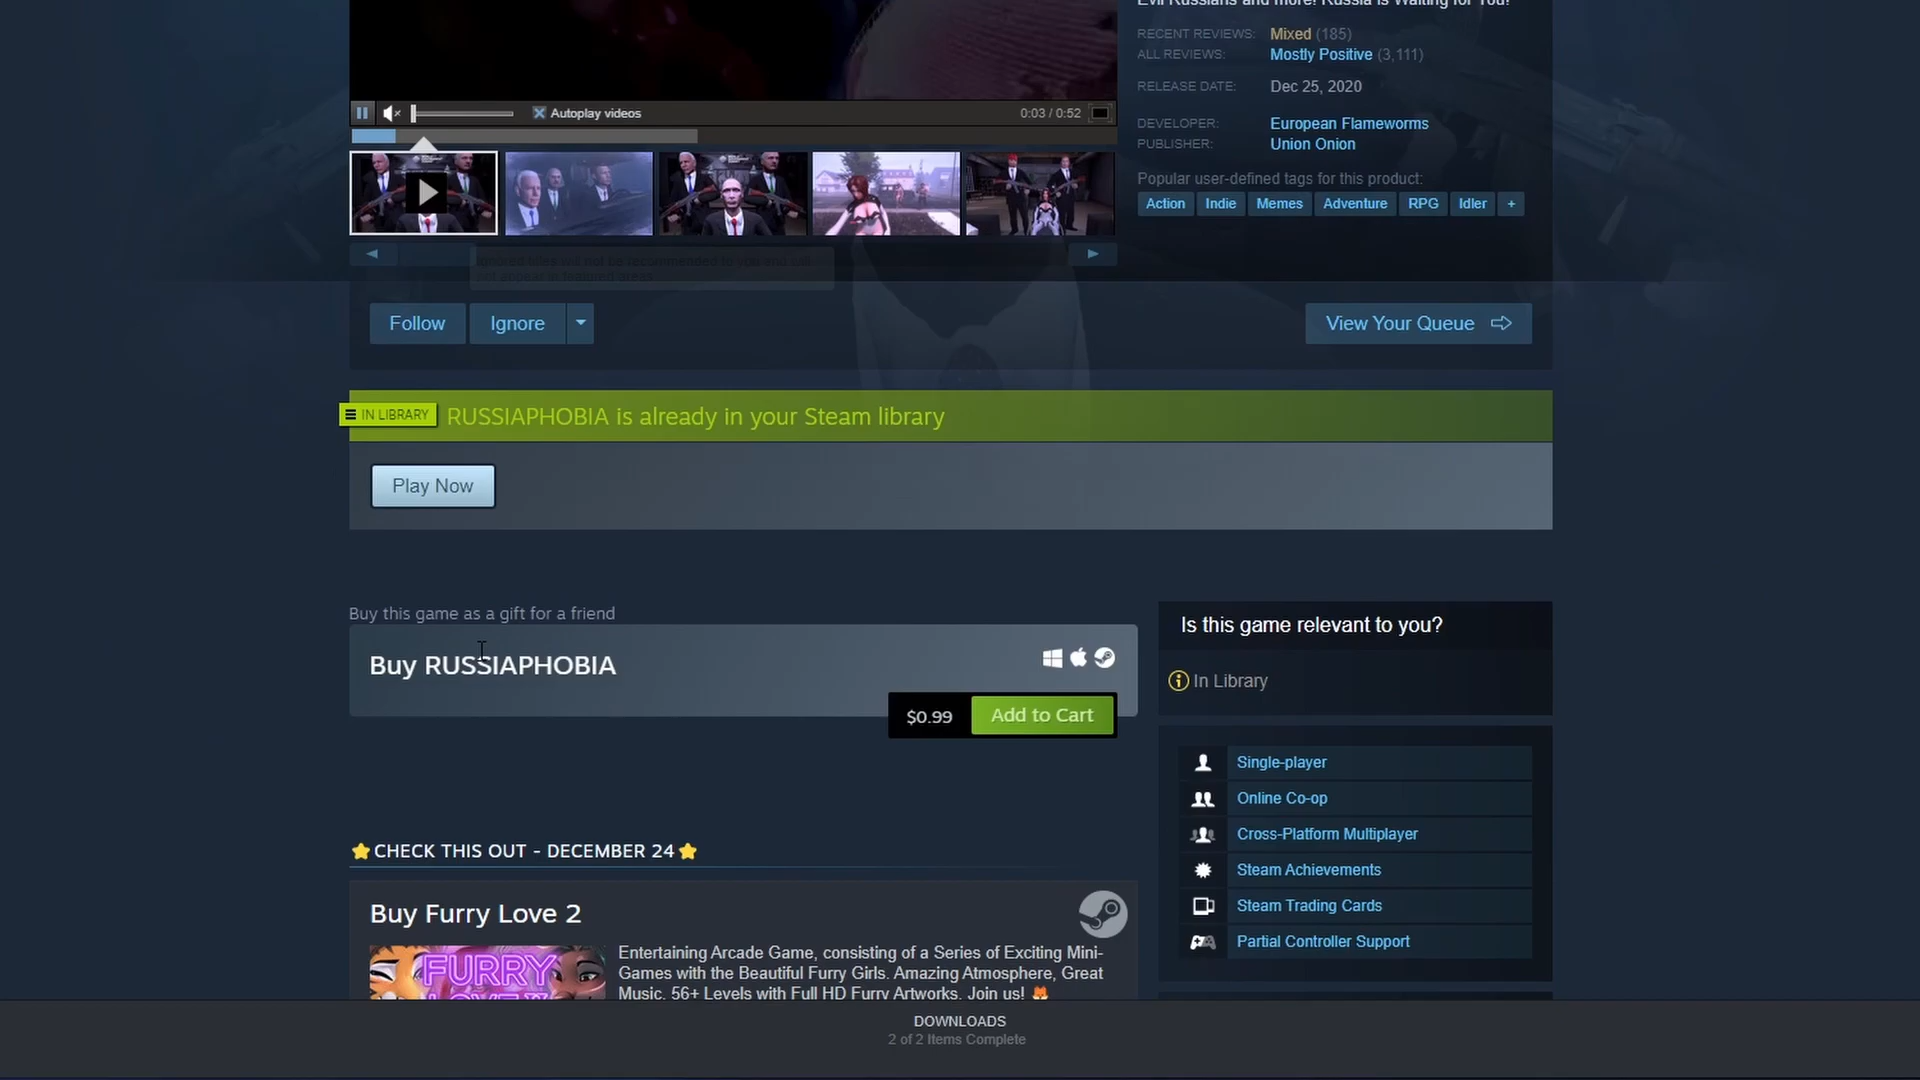 Evil Russians and more! Russia is Waiting for You!
RECENT REVIEWS: Mixed (185)
ALL REVIEWS: Mostly Positive (3,111)
RELEASE DATE: Dec 25, 2020
DEVELOPER: European Flameworms
PUBLISHER: Union Onion
Popular user-defined tags for this product:
Action Indie Memes Adventure RPG Idler +
Autoplay videos 0:03 / 0:52
Follow Ignore View Your Queue
IN LIBRARY RUSSIAPHOBIA is already in your Steam library
Play Now
Buy this game as a gift for a friend
Buy RUSSIAPHOBIA
$0.99 Add to Cart
Is this game relevant to you?
In Library
Single-player
Online Co-op
Cross-Platform Multiplayer
Steam Achievements
Steam Trading Cards
Partial Controller Support
CHECK THIS OUT - DECEMBER 24
Buy Furry Love 2
FURRY
Entertaining Arcade Game, consisting of a Series of Exciting Mini-
Games with the Beautiful Furry Girls. Amazing Atmosphere, Great
Music. 56+ Levels with Full HD Furry Artworks. Join us!
DOWNLOADS
2 of 2 Items Complete